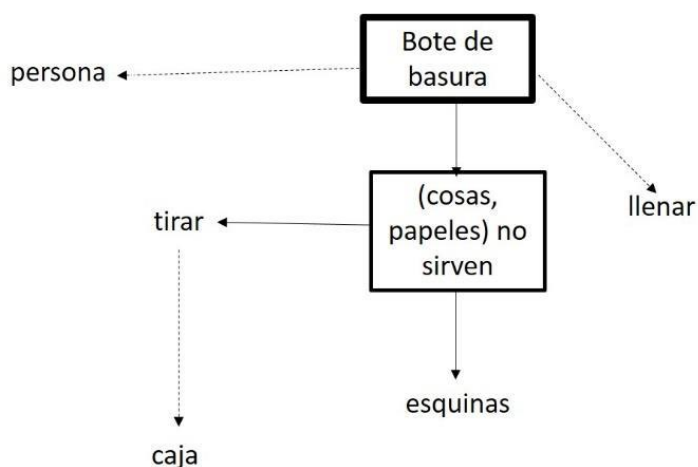 Bote de
basura
persona
(cosas,
papeles) no
sirven
llenar
tirar
esquinas
caja